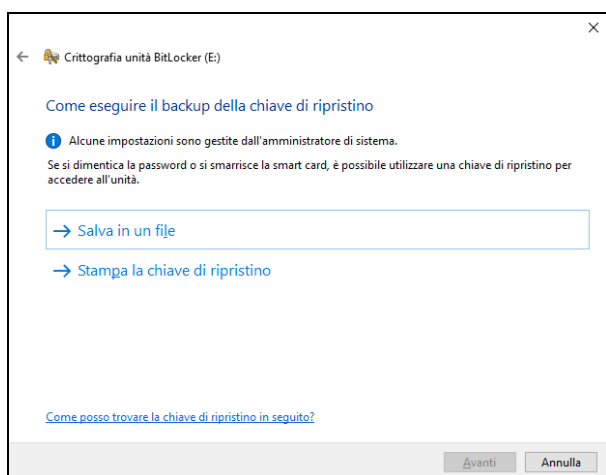 Crittografia unità BitLocker (E:)
Come eseguire il backup della chiave di ripristino
Alcune impostazioni sono gestite dall'amministratore di sistema.
Se si dimentica la password o si smarrisce la smart card, è possibile utilizzare una chiave di ripristino per
accedere all'unità.
Salva in un file
Stampa la chiave di ripristino
Come posso trovare la chiave di ripristino in seguito?
Avanti Annulla